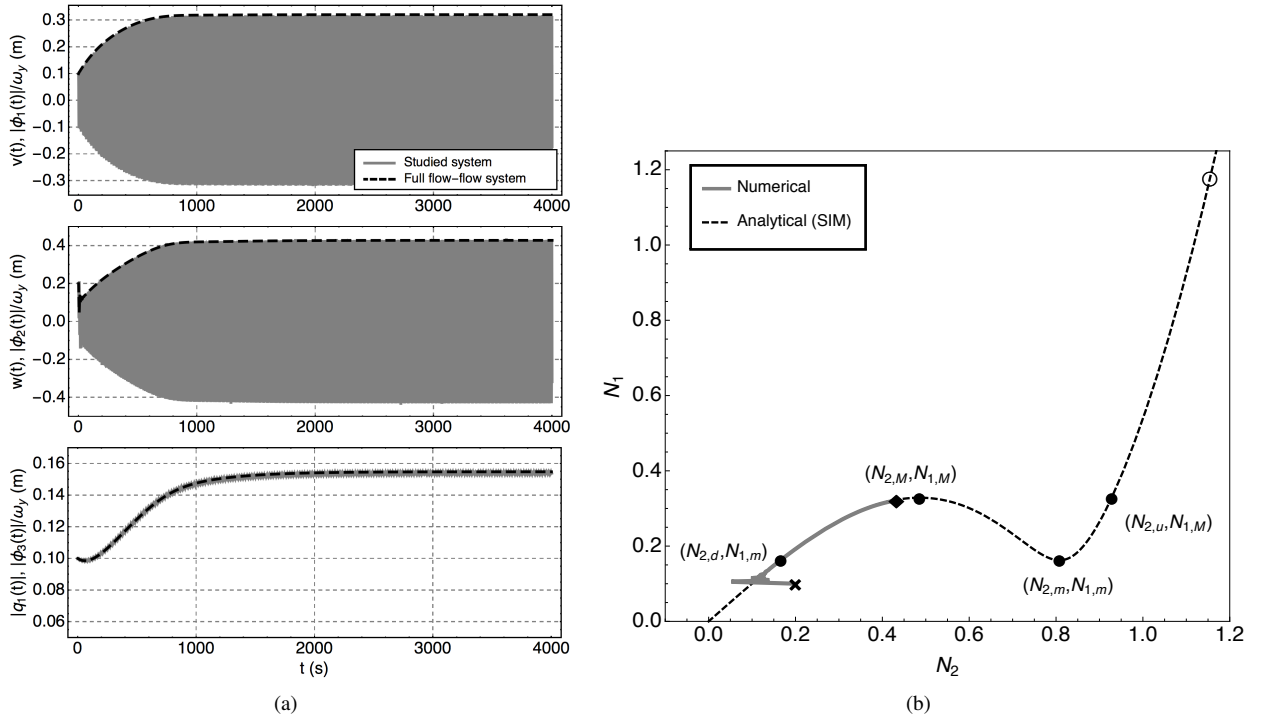 v(t), |ϕ₁(t)|/ω_y (m)
0.3
0.2
0.1
0.0
−0.1
−0.2
−0.3
Studied system
Full flow−flow system
0 1000 2000 3000 4000
w(t), |ϕ₂(t)|/ω_y (m)
0.4
0.2
0.0
−0.2
−0.4
0 1000 2000 3000 4000
|q₁(t)|, |ϕ₃(t)|/ω_y (m)
0.16
0.14
0.12
0.10
0.08
0.06
0 1000 2000 3000 4000
t (s)
(a)
N₁
1.2
1.0
0.8
0.6
0.4
0.2
0.0
Numerical
Analytical (SIM)
(N₂,M,N₁,M)
(N₂,d,N₁,m)
(N₂,u,N₁,M)
(N₂,m,N₁,m)
0.0 0.2 0.4 0.6 0.8 1.0 1.2
N₂
(b)